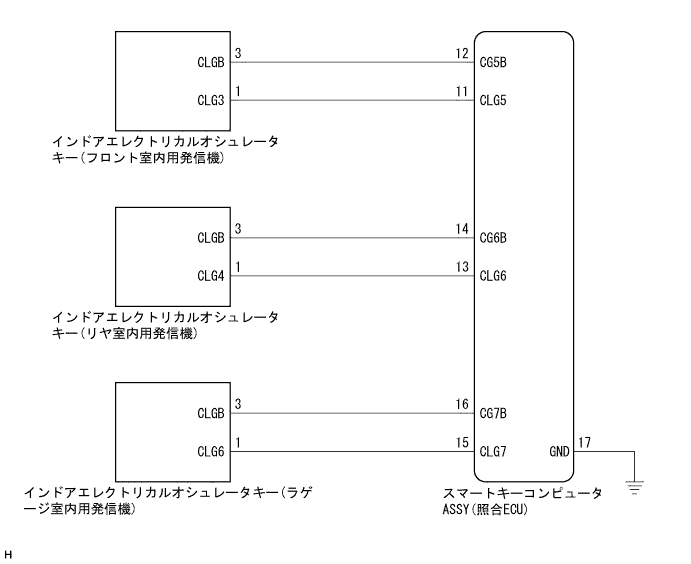 CLGB 3 12 CG5B
CLG3 1 11 CLG5
インドアエレクトリカルオシュレータ
キー(フロント室内用発信機)
CLGB 3 14 CG6B
CLG4 1 13 CLG6
インドアエレクトリカルオシュレータ
キー(リヤ室内用発信機)
CLGB 3 16 CG7B
CLG6 1 15 CLG7 GND 17
インドアエレクトリカルオシュレータキー(ラゲ
ージ室内用発信機)
スマートキーコンピュータ
ASSY(照合ECU)
H